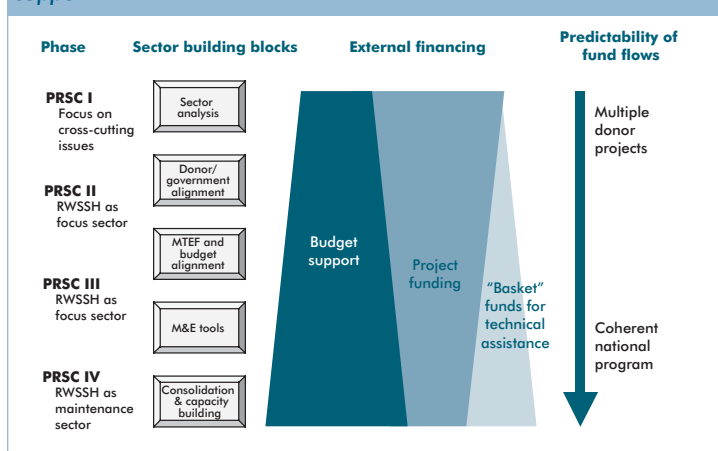 Phase
Sector building blocks
External financing
Predictability of
fund flows
PRSC I
Focus on
cross-cutting
issues
PRSC II
RWSSH as
focus sector
PRSC III
RWSSH as
focus sector
PRSC IV
RWSSH as
maintenance
sector
Sector
analysis
Donor/
government
alignment
MTEF and
budget
alignment
M&E tools
Consolidation
& capacity
building
Budget
support
Project
funding
“Basket”
funds for
technical
assistance
Multiple
donor
projects
Coherent
national
program